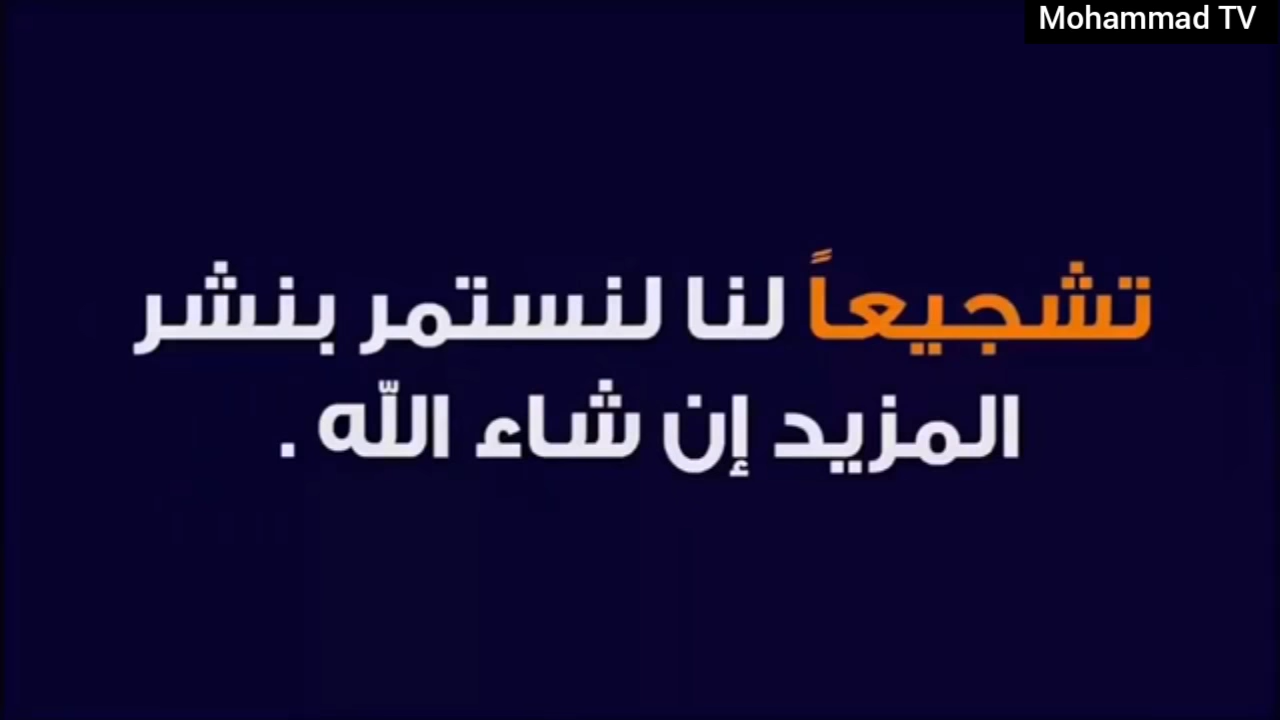 Mohammad TV
تشجيعاً لنا لنستمر بنشر
المزيد إن شاء اللّه .